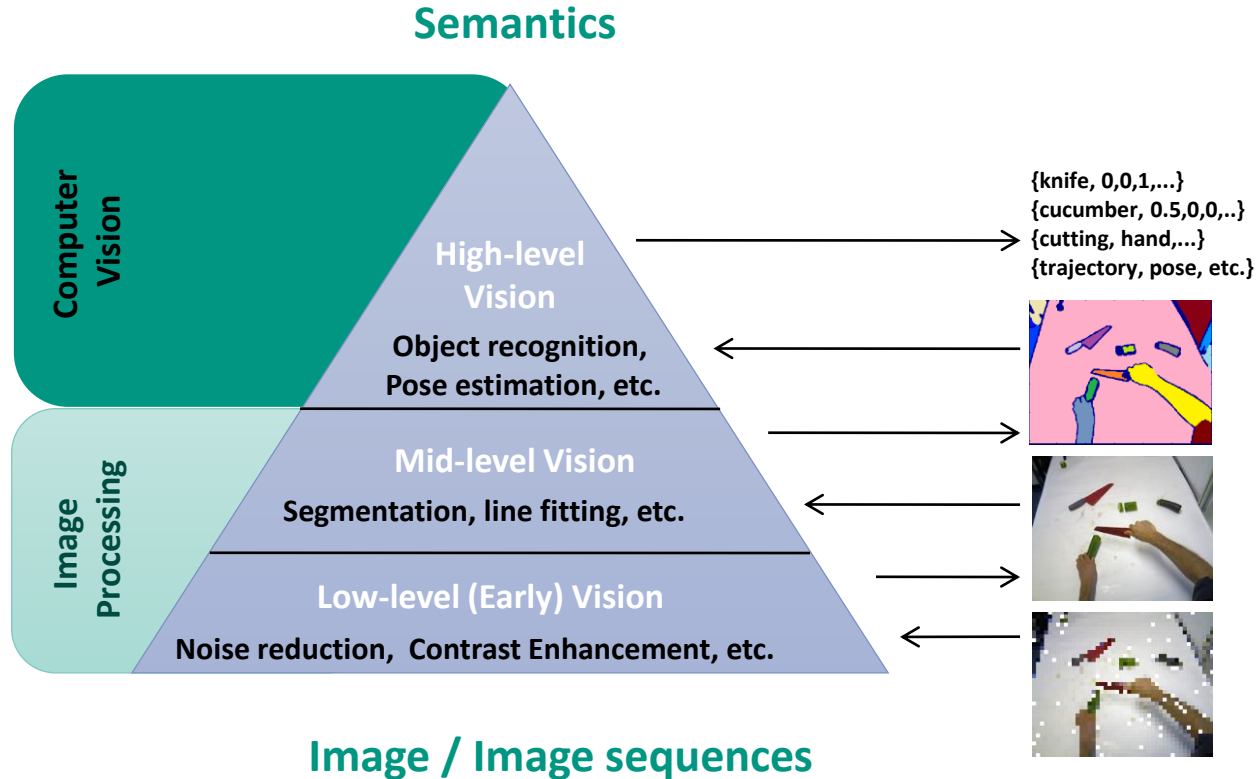 Semantics
Computer
Vision
{knife, 0,0,1,...}
{cucumber, 0.5,0,0,..}
{cutting, hand,...}
{trajectory, pose, etc.}
High-level
Vision
Object recognition,
Pose estimation, etc.
Image
Processing
Mid-level Vision
Segmentation, line fitting, etc.
Low-level (Early) Vision
Noise reduction,  Contrast Enhancement, etc.
Image / Image sequences